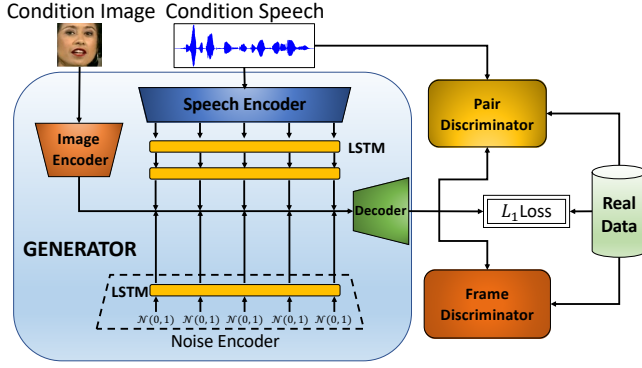 Condition Image
Condition Speech
Speech Encoder
Pair
Discriminator
Image
Encoder
LSTM
Decoder
L₁ Loss
Real
Data
GENERATOR
LSTM
Frame
Discriminator
𝒩(0,1) 𝒩(0,1) 𝒩(0,1) 𝒩(0,1) 𝒩(0,1)
Noise Encoder